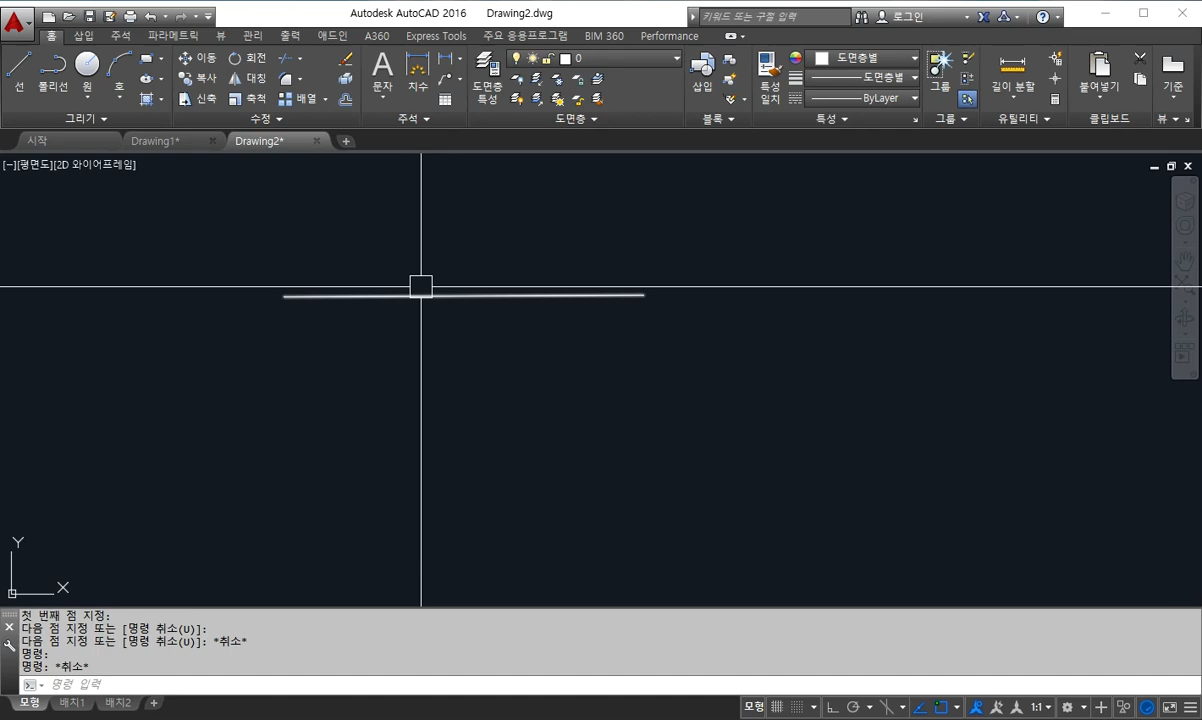 Autodesk AutoCAD 2016 Drawing2.dwg
키워드 또는 구절 입력
로그인
홈 삽입 주석 파라메트릭 뷰 관리 출력 애드인 A360 Express Tools 주요 응용프로그램 BIM 360 Performance
이동 회전
0
도면층별
복사 대칭
도면층별
선 폴리선 원 호
문자 치수
도면층
특성
삽입
특성
일치
그룹
길이 분할
붙여넣기
기준
신축 축척 배열
ByLayer
그리기 수정 주석 도면층 블록 특성 그룹 유틸리티 클립보드 뷰
시작 Drawing1* Drawing2*
[−][평면도][2D 와이어프레임]
Y
X
첫 번째 점 지정:
다음 점 지정 또는 [명령 취소(U)]:
다음 점 지정 또는 [명령 취소(U)]: *취소*
명령:
명령: *취소*
명령 입력
모형 배치1 배치2
모형 1:1